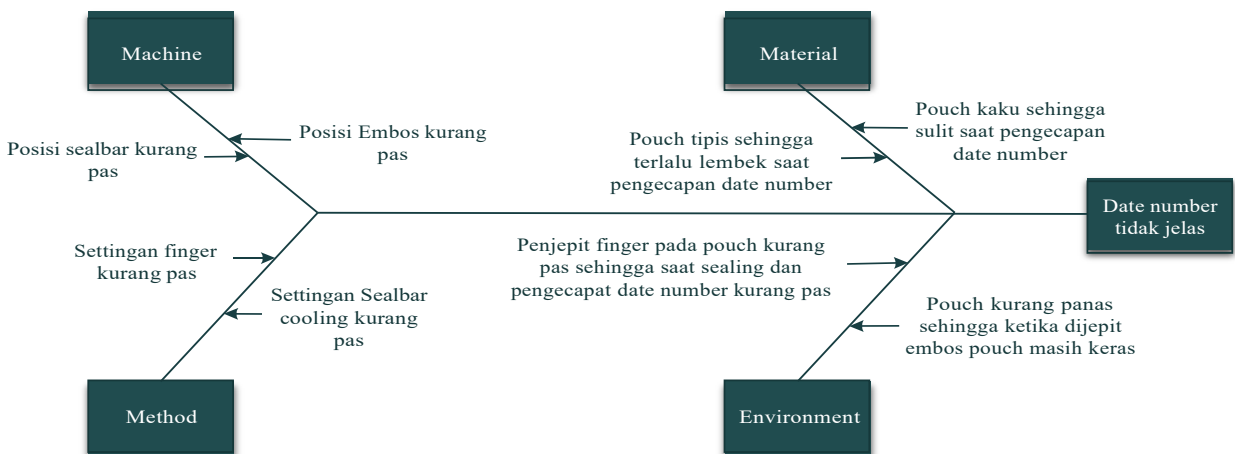 Machine
Material
Posisi Embos kurang
pas
Posisi sealbar kurang
pas
Pouch tipis sehingga
terlalu lembek saat
pengecapan date number
Pouch kaku sehingga
sulit saat pengecapan
date number
Date number
tidak jelas
Settingan finger
kurang pas
Settingan Sealbar
cooling kurang
pas
Penjepit finger pada pouch kurang
pas sehingga saat sealing dan
pengecapat date number kurang pas
Pouch kurang panas
sehingga ketika dijepit
embos pouch masih keras
Method
Environment